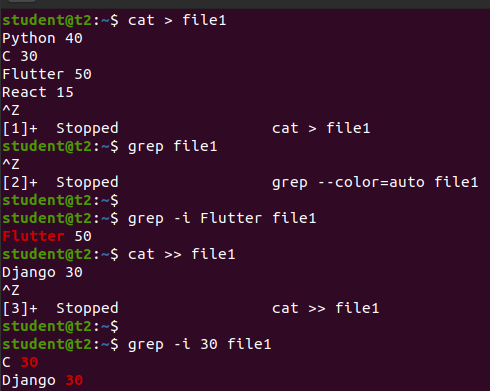 student@t2:~$ cat > file1
Python 40
C 30
Flutter 50
React 15
^Z
[1]+  Stopped                 cat > file1
student@t2:~$ grep file1
^Z
[2]+  Stopped                 grep --color=auto file1
student@t2:~$
student@t2:~$ grep -i Flutter file1
Flutter 50
student@t2:~$ cat >> file1
Django 30
^Z
[3]+  Stopped                 cat >> file1
student@t2:~$
student@t2:~$ grep -i 30 file1
C 30
Django 30